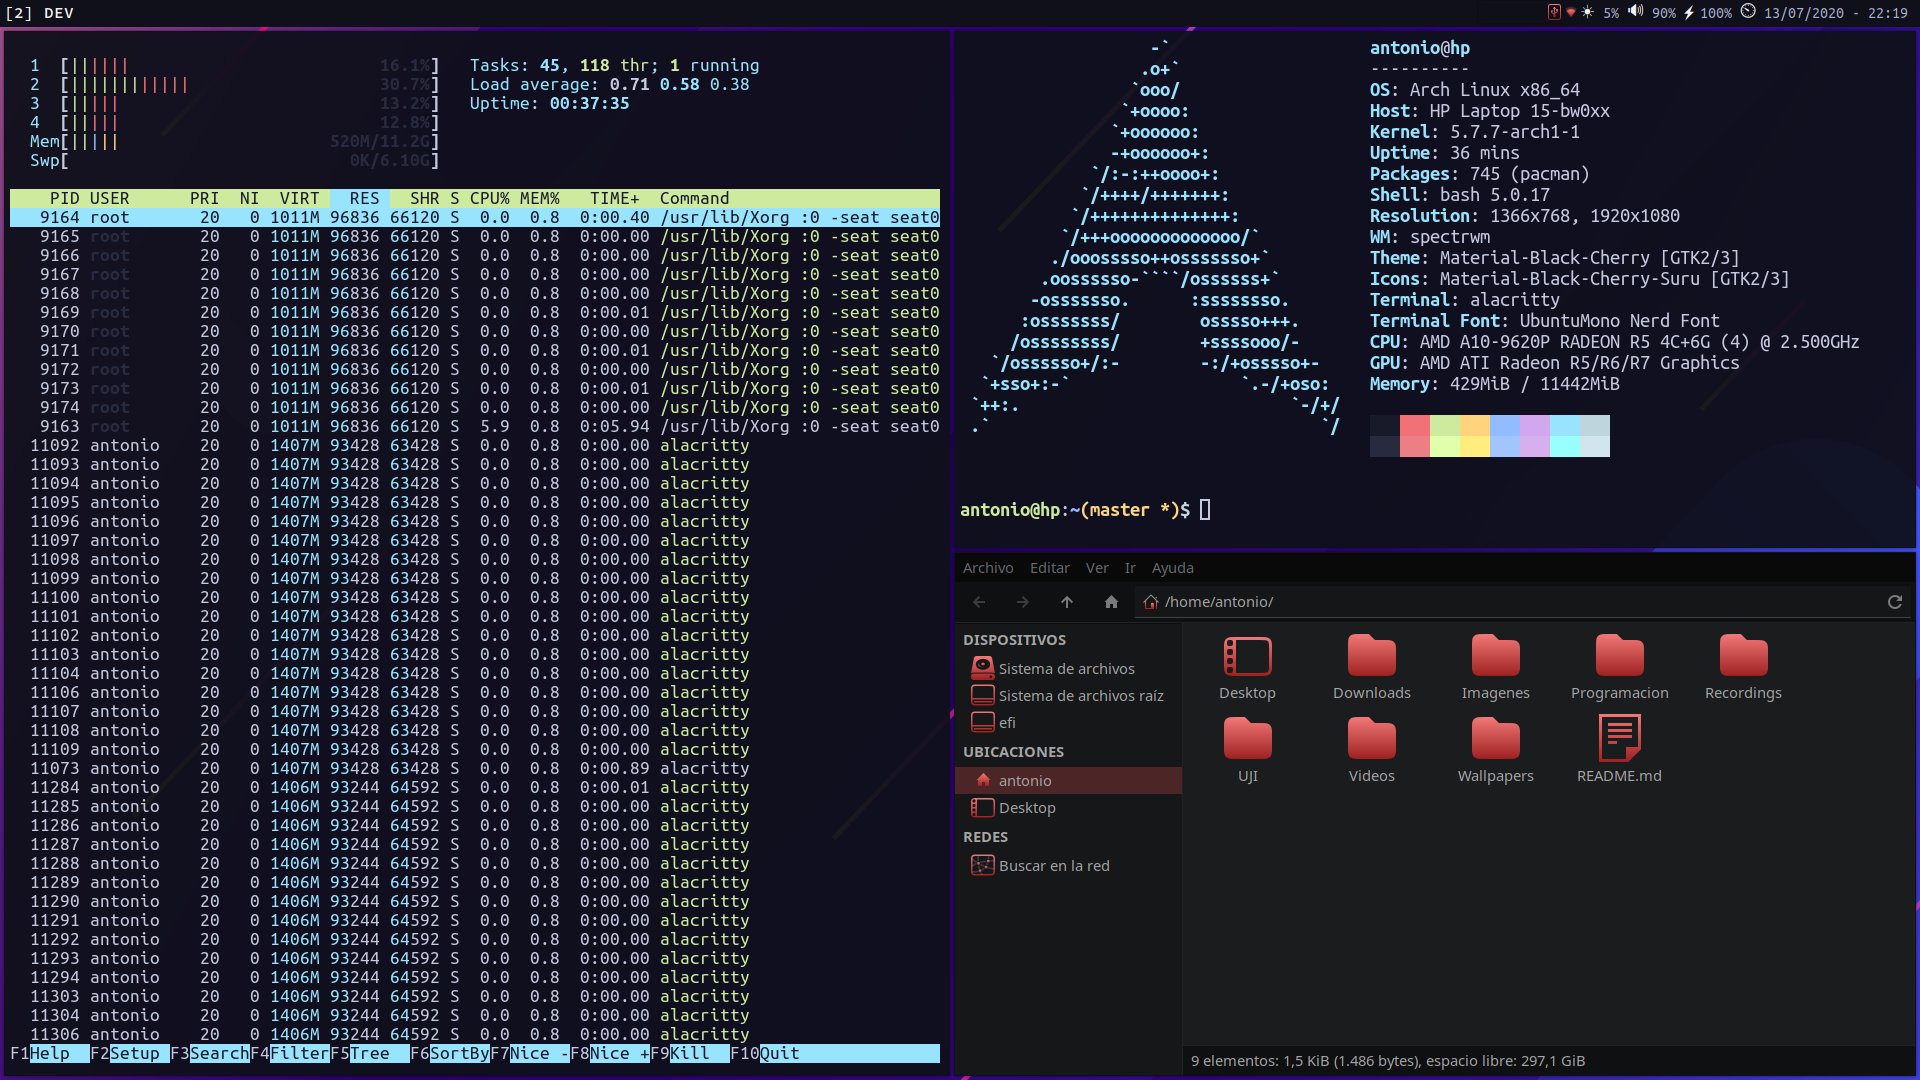 [2] DEV
5% 90% 100% 13/07/2020 - 22:19
1 [|||||| 16.1%]
2 [|||||||||||| 30.7%]
3 [||||| 13.2%]
4 [||||| 12.8%]
Mem[||||| 520M/11.2G]
Swp[ 0K/6.10G]
Tasks: 45, 118 thr; 1 running
Load average: 0.71 0.58 0.38
Uptime: 00:37:35
PID USER PRI NI VIRT RES SHR S CPU% MEM% TIME+ Command
9164 root 20 0 1011M 96836 66120 S 0.0 0.8 0:00.40 /usr/lib/Xorg :0 -seat seat0
9165 root 20 0 1011M 96836 66120 S 0.0 0.8 0:00.00 /usr/lib/Xorg :0 -seat seat0
9166 root 20 0 1011M 96836 66120 S 0.0 0.8 0:00.00 /usr/lib/Xorg :0 -seat seat0
9167 root 20 0 1011M 96836 66120 S 0.0 0.8 0:00.00 /usr/lib/Xorg :0 -seat seat0
9168 root 20 0 1011M 96836 66120 S 0.0 0.8 0:00.00 /usr/lib/Xorg :0 -seat seat0
9169 root 20 0 1011M 96836 66120 S 0.0 0.8 0:00.01 /usr/lib/Xorg :0 -seat seat0
9170 root 20 0 1011M 96836 66120 S 0.0 0.8 0:00.00 /usr/lib/Xorg :0 -seat seat0
9171 root 20 0 1011M 96836 66120 S 0.0 0.8 0:00.01 /usr/lib/Xorg :0 -seat seat0
9172 root 20 0 1011M 96836 66120 S 0.0 0.8 0:00.00 /usr/lib/Xorg :0 -seat seat0
9173 root 20 0 1011M 96836 66120 S 0.0 0.8 0:00.01 /usr/lib/Xorg :0 -seat seat0
9174 root 20 0 1011M 96836 66120 S 0.0 0.8 0:00.00 /usr/lib/Xorg :0 -seat seat0
9163 root 20 0 1011M 96836 66120 S 5.9 0.8 0:05.94 /usr/lib/Xorg :0 -seat seat0
11092 antonio 20 0 1407M 93428 63428 S 0.0 0.8 0:00.00 alacritty
11093 antonio 20 0 1407M 93428 63428 S 0.0 0.8 0:00.00 alacritty
11094 antonio 20 0 1407M 93428 63428 S 0.0 0.8 0:00.00 alacritty
11095 antonio 20 0 1407M 93428 63428 S 0.0 0.8 0:00.00 alacritty
11096 antonio 20 0 1407M 93428 63428 S 0.0 0.8 0:00.00 alacritty
11097 antonio 20 0 1407M 93428 63428 S 0.0 0.8 0:00.00 alacritty
11098 antonio 20 0 1407M 93428 63428 S 0.0 0.8 0:00.00 alacritty
11099 antonio 20 0 1407M 93428 63428 S 0.0 0.8 0:00.00 alacritty
11100 antonio 20 0 1407M 93428 63428 S 0.0 0.8 0:00.00 alacritty
11101 antonio 20 0 1407M 93428 63428 S 0.0 0.8 0:00.00 alacritty
11102 antonio 20 0 1407M 93428 63428 S 0.0 0.8 0:00.00 alacritty
11103 antonio 20 0 1407M 93428 63428 S 0.0 0.8 0:00.00 alacritty
11104 antonio 20 0 1407M 93428 63428 S 0.0 0.8 0:00.00 alacritty
11106 antonio 20 0 1407M 93428 63428 S 0.0 0.8 0:00.00 alacritty
11107 antonio 20 0 1407M 93428 63428 S 0.0 0.8 0:00.00 alacritty
11108 antonio 20 0 1407M 93428 63428 S 0.0 0.8 0:00.00 alacritty
11109 antonio 20 0 1407M 93428 63428 S 0.0 0.8 0:00.00 alacritty
11073 antonio 20 0 1407M 93428 63428 S 0.0 0.8 0:00.89 alacritty
11284 antonio 20 0 1406M 93244 64592 S 0.0 0.8 0:00.01 alacritty
11285 antonio 20 0 1406M 93244 64592 S 0.0 0.8 0:00.00 alacritty
11286 antonio 20 0 1406M 93244 64592 S 0.0 0.8 0:00.00 alacritty
11287 antonio 20 0 1406M 93244 64592 S 0.0 0.8 0:00.00 alacritty
11288 antonio 20 0 1406M 93244 64592 S 0.0 0.8 0:00.00 alacritty
11289 antonio 20 0 1406M 93244 64592 S 0.0 0.8 0:00.00 alacritty
11290 antonio 20 0 1406M 93244 64592 S 0.0 0.8 0:00.00 alacritty
11291 antonio 20 0 1406M 93244 64592 S 0.0 0.8 0:00.00 alacritty
11292 antonio 20 0 1406M 93244 64592 S 0.0 0.8 0:00.00 alacritty
11293 antonio 20 0 1406M 93244 64592 S 0.0 0.8 0:00.00 alacritty
11294 antonio 20 0 1406M 93244 64592 S 0.0 0.8 0:00.00 alacritty
11303 antonio 20 0 1406M 93244 64592 S 0.0 0.8 0:00.00 alacritty
11304 antonio 20 0 1406M 93244 64592 S 0.0 0.8 0:00.00 alacritty
11306 antonio 20 0 1406M 93244 64592 S 0.0 0.8 0:00.00 alacritty
F1Help F2Setup F3SearchF4FilterF5Tree F6SortByF7Nice -F8Nice +F9Kill F10Quit
-`
.o+`
`ooo/
`+oooo:
`+oooooo:
-+oooooo+:
`/:-:++oooo+:
`/++++/+++++++:
`/++++++++++++++:
`/+++ooooooooooooo/`
./ooosssso++osssssso+`
.oossssso-````/ossssss+`
-osssssso. :ssssssso.
:osssssss/ osssso+++.
/ossssssss/ +ssssooo/-
`/ossssso+/:- -:/+osssso+-
`+sso+:-` `.-/+oso:
`++:. `-/+/
.` `/
antonio@hp
----------
OS: Arch Linux x86_64
Host: HP Laptop 15-bw0xx
Kernel: 5.7.7-arch1-1
Uptime: 36 mins
Packages: 745 (pacman)
Shell: bash 5.0.17
Resolution: 1366x768, 1920x1080
WM: spectrwm
Theme: Material-Black-Cherry [GTK2/3]
Icons: Material-Black-Cherry-Suru [GTK2/3]
Terminal: alacritty
Terminal Font: UbuntuMono Nerd Font
CPU: AMD A10-9620P RADEON R5 4C+6G (4) @ 2.500GHz
GPU: AMD ATI Radeon R5/R6/R7 Graphics
Memory: 429MiB / 11442MiB
antonio@hp:~(master *)$
Archivo Editar Ver Ir Ayuda
/home/antonio/
DISPOSITIVOS
Sistema de archivos
Sistema de archivos raíz
efi
UBICACIONES
antonio
Desktop
REDES
Buscar en la red
Desktop Downloads Imagenes Programacion Recordings
UJI Videos Wallpapers README.md
9 elementos: 1,5 KiB (1.486 bytes), espacio libre: 297,1 GiB